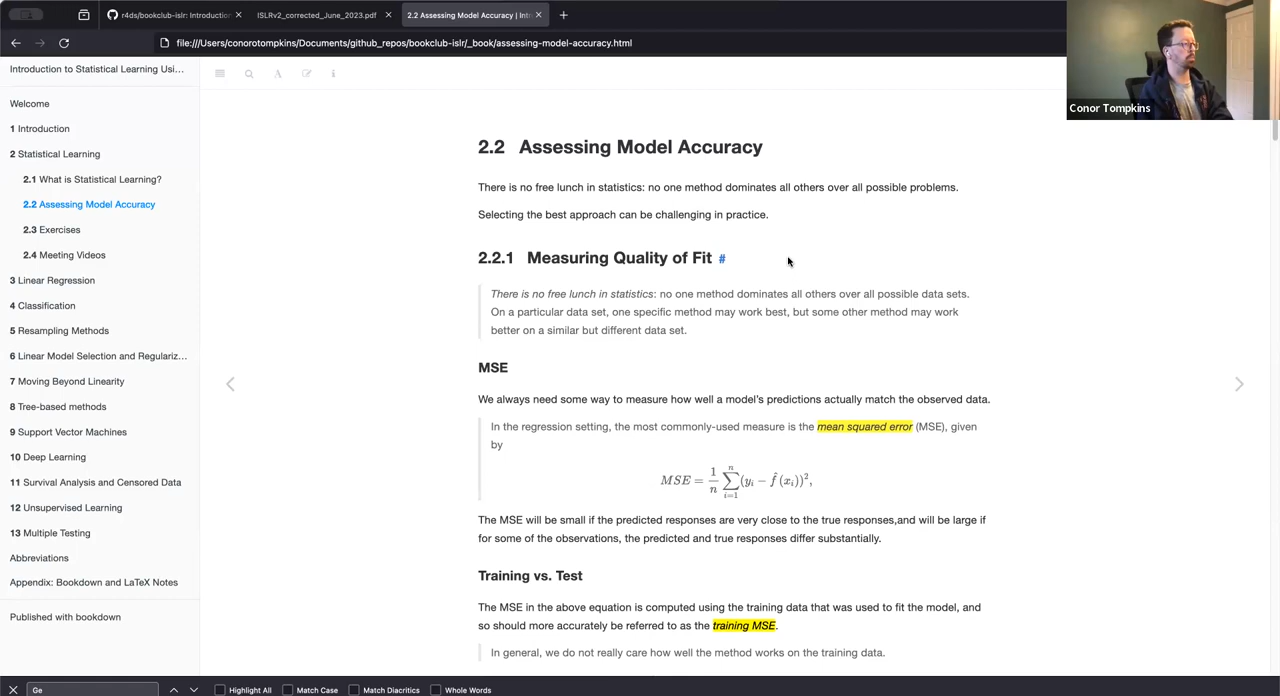 r4ds/bookclub-islr: Introduction
ISLRv2_corrected_June_2023.pdf
2.2 Assessing Model Accuracy | Intr
file:///Users/conorotompkins/Documents/github_repos/bookclub-islr/_book/assessing-model-accuracy.html
Conor Tompkins
Introduction to Statistical Learning Usi...
Welcome
1 Introduction
2 Statistical Learning
2.1 What is Statistical Learning?
2.2 Assessing Model Accuracy
2.3 Exercises
2.4 Meeting Videos
3 Linear Regression
4 Classification
5 Resampling Methods
6 Linear Model Selection and Regulariz...
7 Moving Beyond Linearity
8 Tree-based methods
9 Support Vector Machines
10 Deep Learning
11 Survival Analysis and Censored Data
12 Unsupervised Learning
13 Multiple Testing
Abbreviations
Appendix: Bookdown and LaTeX Notes
Published with bookdown
2.2 Assessing Model Accuracy
There is no free lunch in statistics: no one method dominates all others over all possible problems.
Selecting the best approach can be challenging in practice.
2.2.1 Measuring Quality of Fit #
There is no free lunch in statistics: no one method dominates all others over all possible data sets.
On a particular data set, one specific method may work best, but some other method may work
better on a similar but different data set.
MSE
We always need some way to measure how well a model's predictions actually match the observed data.
In the regression setting, the most commonly-used measure is the mean squared error (MSE), given
by
MSE = 1/n ∑_{i=1}^{n} (y_i − f̂(x_i))²,
The MSE will be small if the predicted responses are very close to the true responses,and will be large if
for some of the observations, the predicted and true responses differ substantially.
Training vs. Test
The MSE in the above equation is computed using the training data that was used to fit the model, and
so should more accurately be referred to as the training MSE.
In general, we do not really care how well the method works on the training data.
Ge
Highlight All
Match Case
Match Diacritics
Whole Words